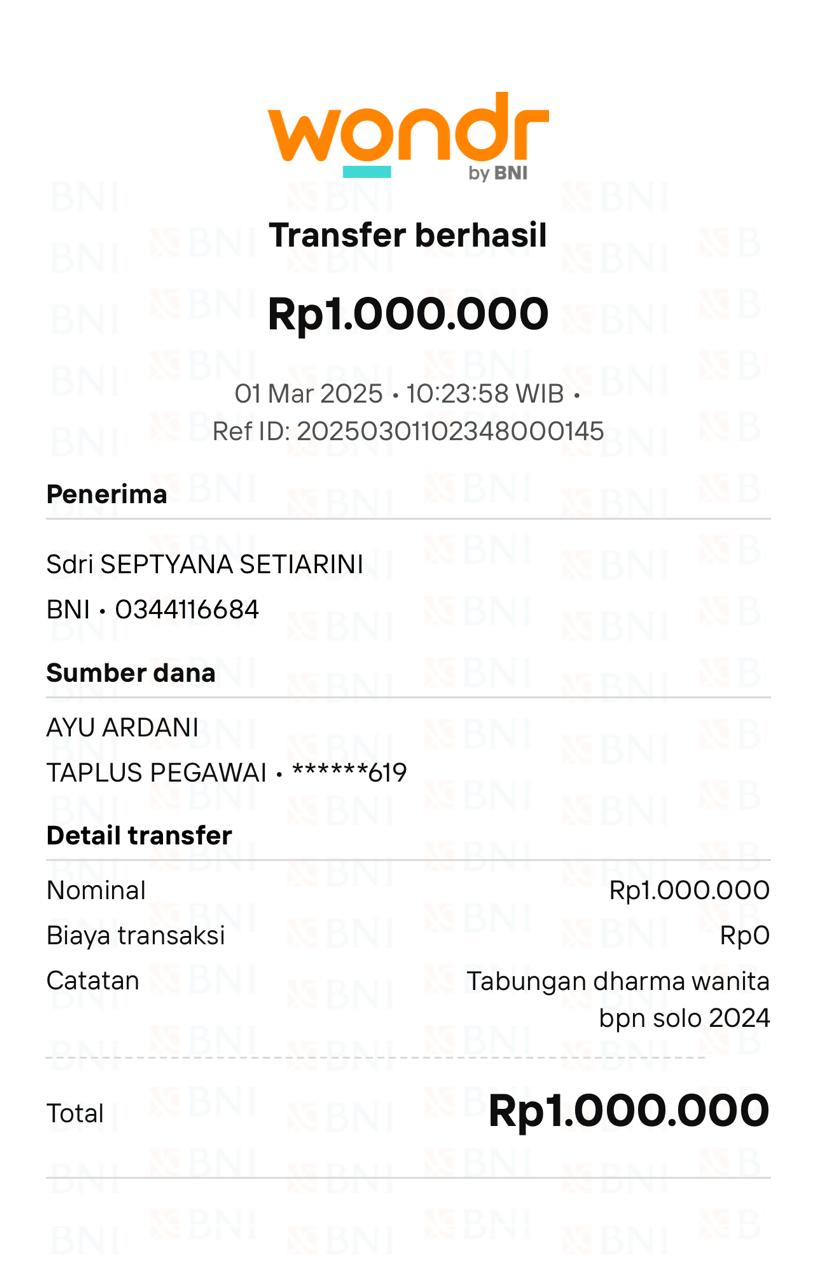 wondr
by BNI
Transfer berhasil
Rp1.000.000
01 Mar 2025 • 10:23:58 WIB •
Ref ID: 20250301102348000145
Penerima
Sdri SEPTYANA SETIARINI
BNI • 0344116684
Sumber dana
AYU ARDANI
TAPLUS PEGAWAI • ******619
Detail transfer
Nominal Rp1.000.000
Biaya transaksi Rp0
Catatan Tabungan dharma wanita
bpn solo 2024
Total Rp1.000.000